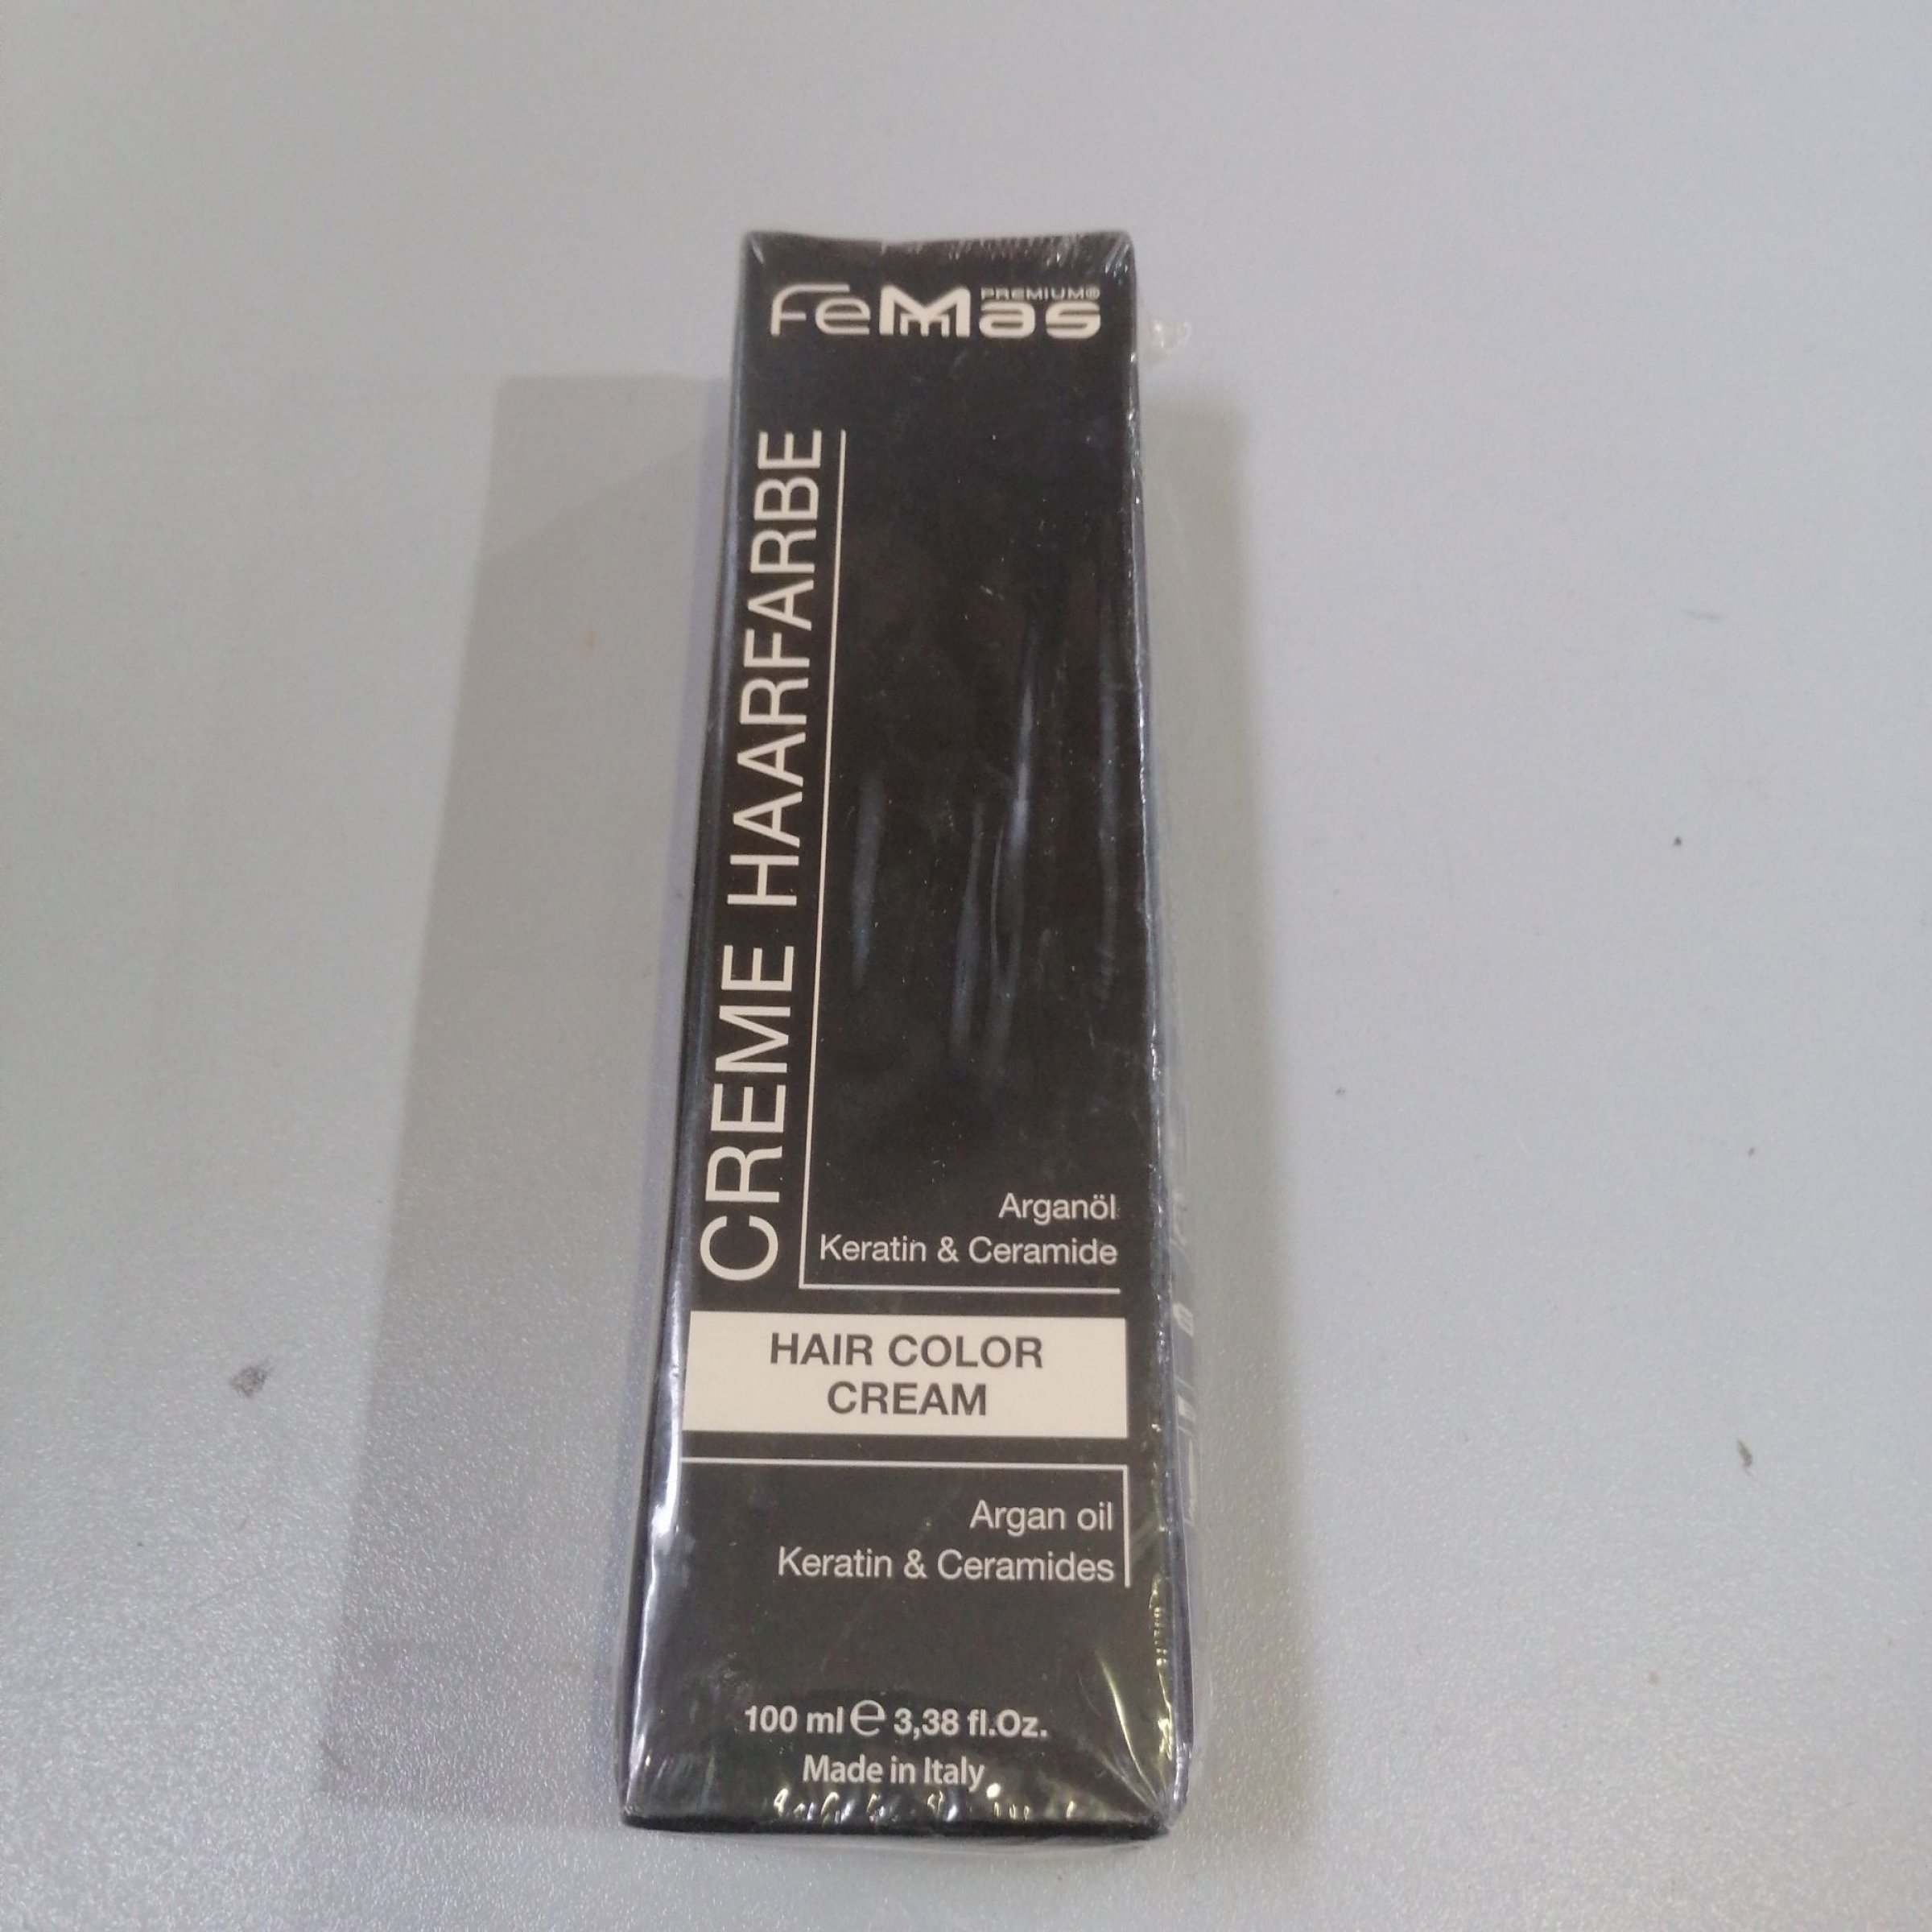 FemMas PREMIUM®
CREME HAARFARBE
Arganöl
Keratin & Ceramide
HAIR COLOR
CREAM
Argan oil
Keratin & Ceramides
100 ml ℮ 3,38 fl.Oz.
Made in Italy